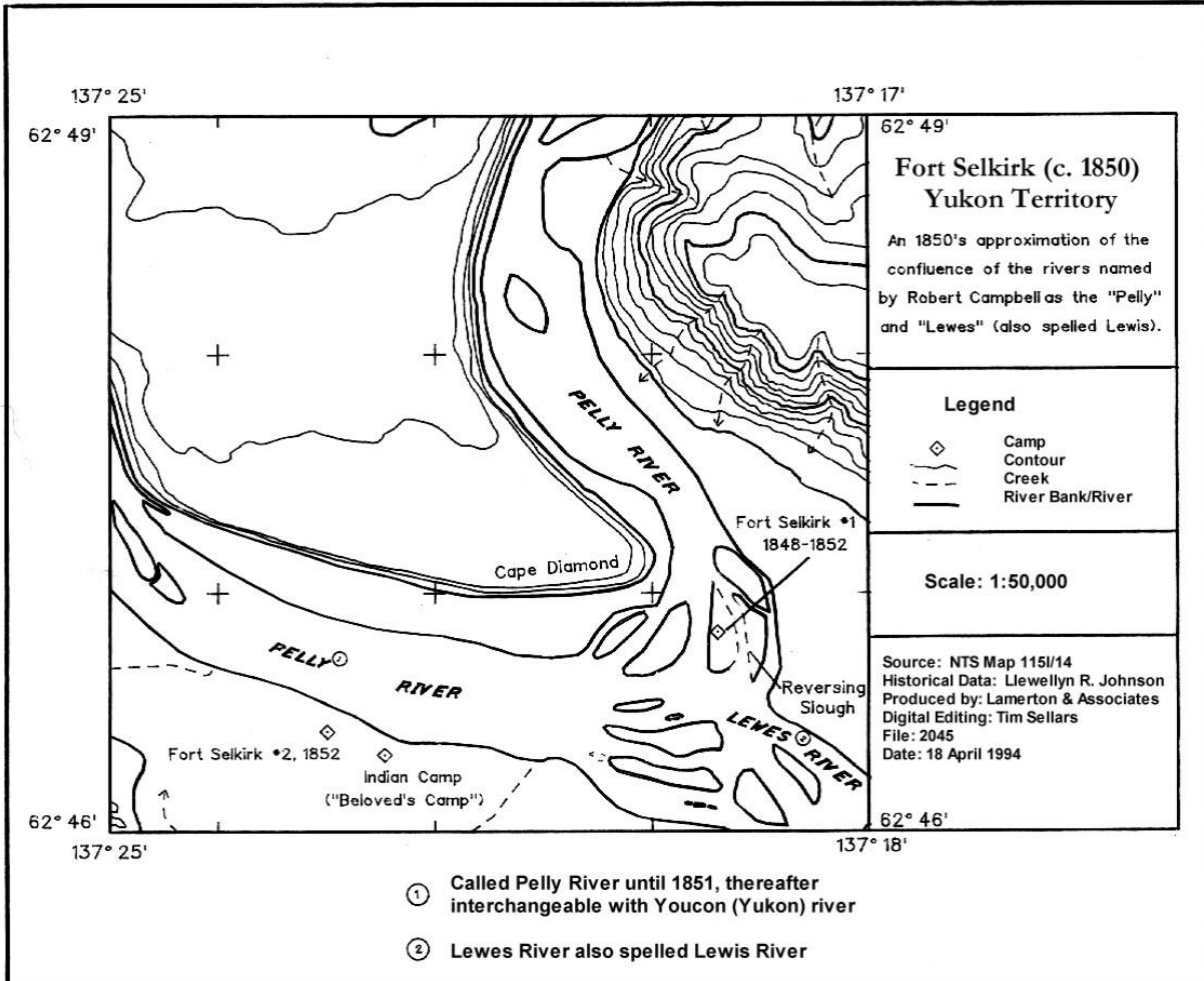 137° 25'
137° 17'
62° 49'
62° 49'
Fort Selkirk (c. 1850)
Yukon Territory
An 1850's approximation of the
confluence of the rivers named
by Robert Campbell as the "Pelly"
and "Lewes" (also spelled Lewis).
Legend
Camp
Contour
Creek
River Bank/River
Scale: 1:50,000
Source: NTS Map 115I/14
Historical Data: Llewellyn R. Johnson
Produced by: Lamerton & Associates
Digital Editing: Tim Sellars
File: 2045
Date: 18 April 1994
PELLY RIVER
Fort Selkirk #1
1848-1852
Cape Diamond
PELLY ①
RIVER
Reversing
Slough
LEWES ② RIVER
Fort Selkirk #2, 1852
Indian Camp
("Beloved's Camp")
62° 46'
62° 46'
137° 25'
137° 18'
① Called Pelly River until 1851, thereafter
interchangeable with Youcon (Yukon) river
② Lewes River also spelled Lewis River